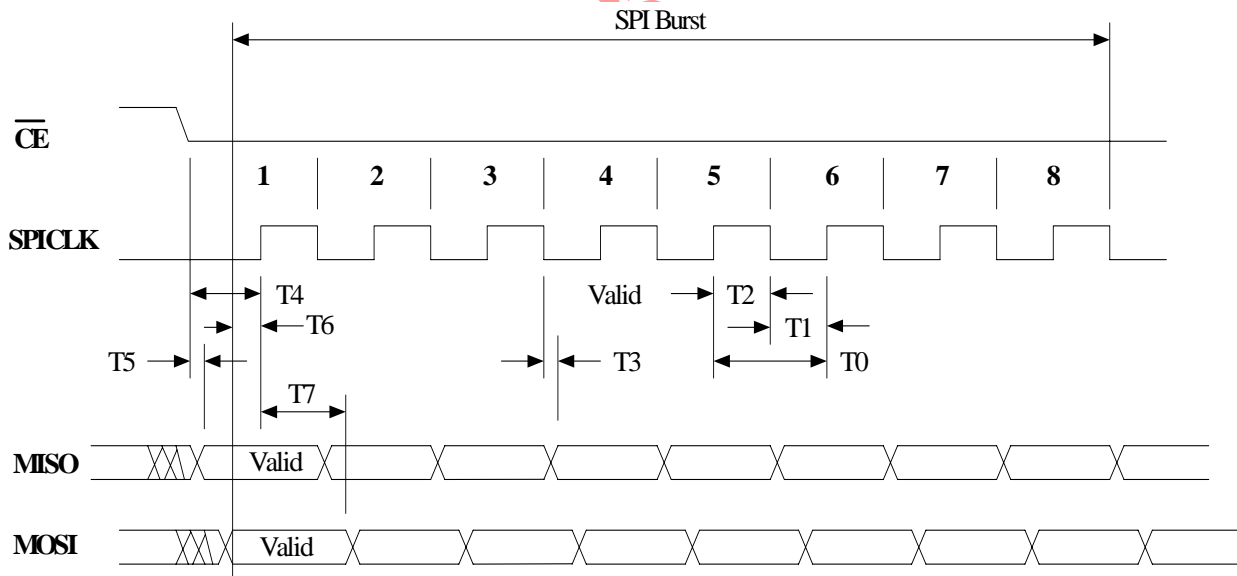 SPI Burst
CE
1 2 3 4 5 6 7 8
SPICLK
T4 Valid T2
T6 T1
T5 T3 T0
T7
MISO Valid
MOSI Valid